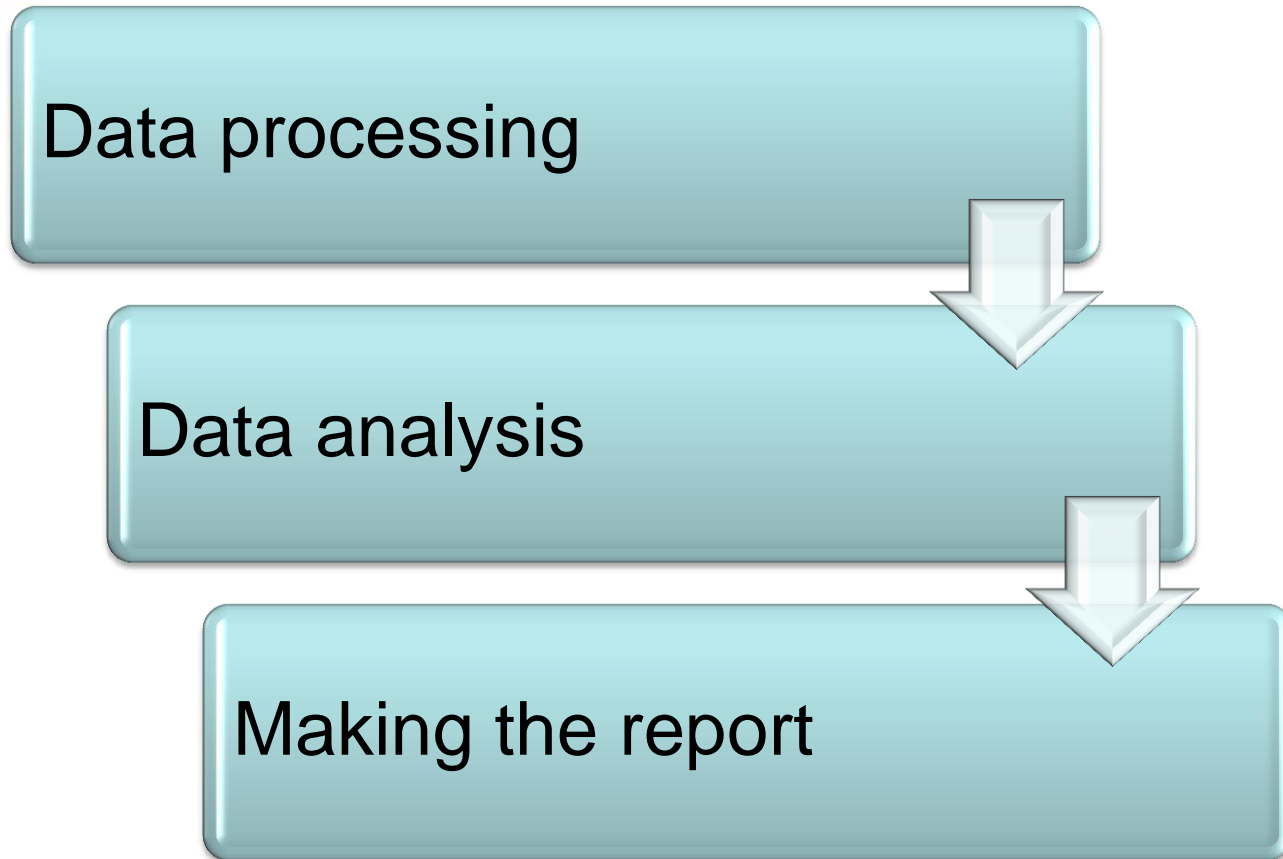 Data processing
Data analysis
Making the report